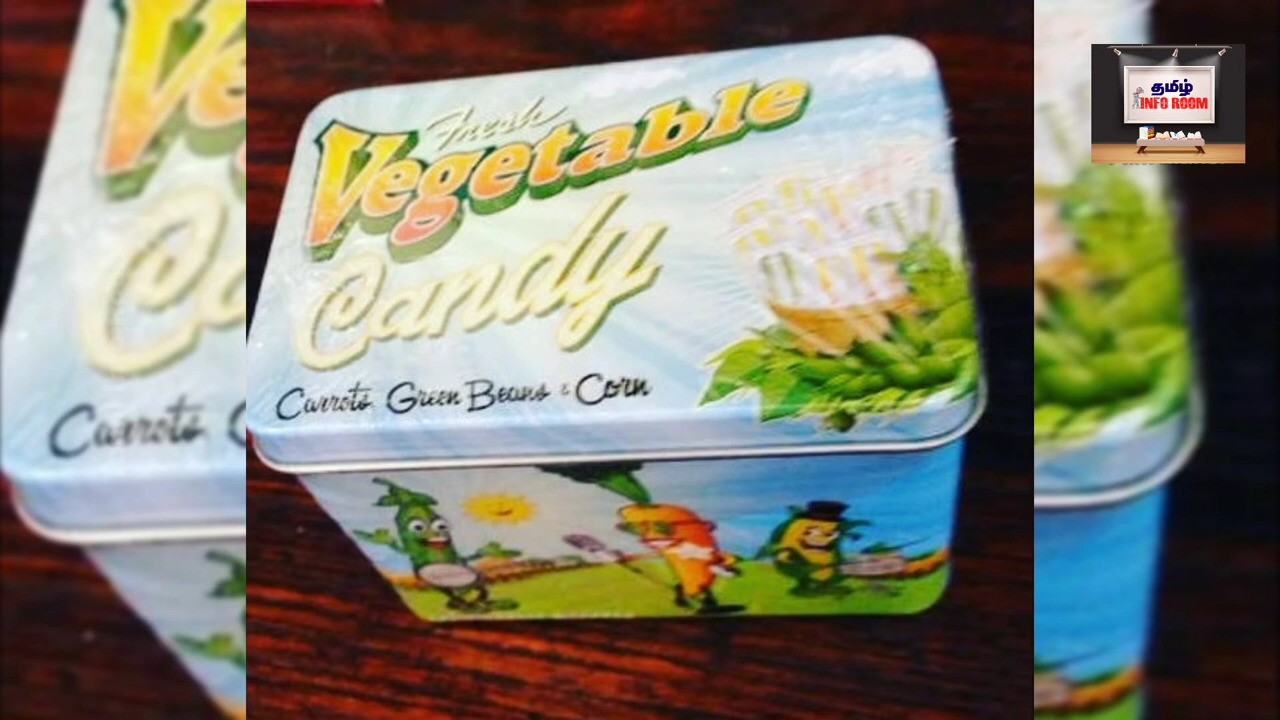 Fresh
Vegetable
Candy
Carrots, Green Beans & Corn
தமிழ்
INFO ROOM